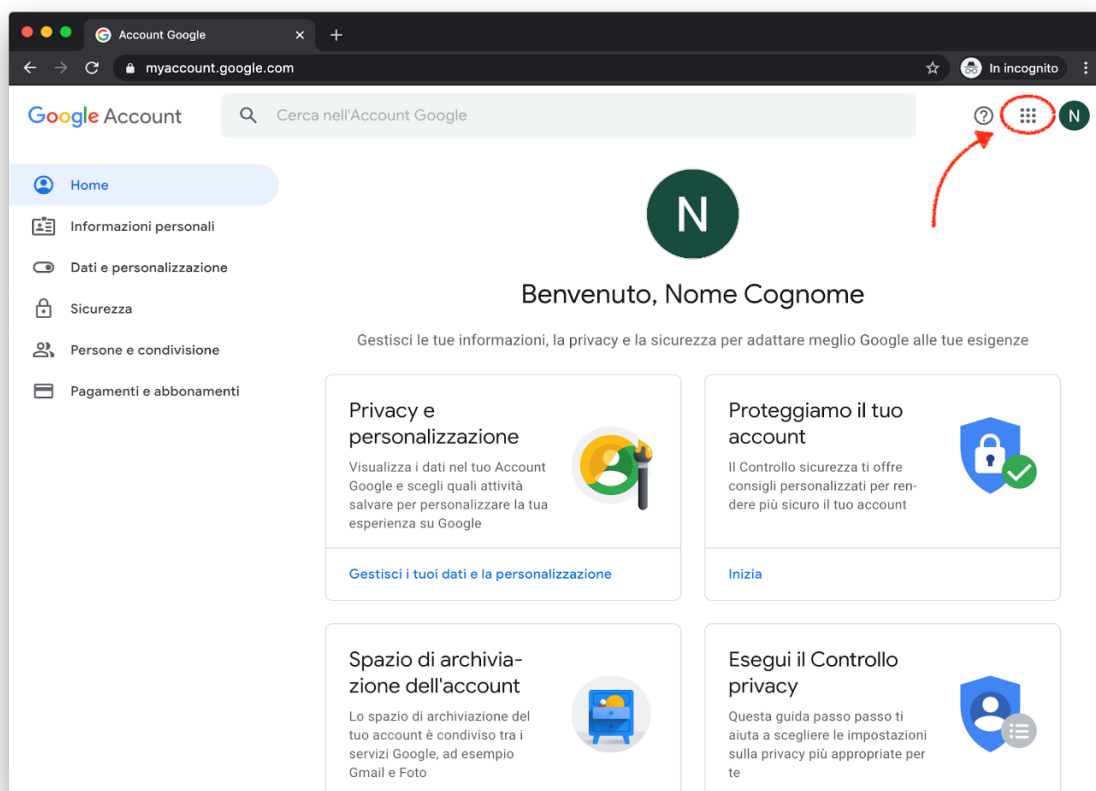 Account Google
myaccount.google.com
In incognito
Google Account
Cerca nell'Account Google
N
Home
Informazioni personali
Dati e personalizzazione
Sicurezza
Persone e condivisione
Pagamenti e abbonamenti
N
Benvenuto, Nome Cognome
Gestisci le tue informazioni, la privacy e la sicurezza per adattare meglio Google alle tue esigenze
Privacy e
personalizzazione
Visualizza i dati nel tuo Account
Google e scegli quali attività
salvare per personalizzare la tua
esperienza su Google
Gestisci i tuoi dati e la personalizzazione
Proteggiamo il tuo
account
Il Controllo sicurezza ti offre
consigli personalizzati per ren-
dere più sicuro il tuo account
Inizia
Spazio di archivia-
zione dell'account
Lo spazio di archiviazione del
tuo account è condiviso tra i
servizi Google, ad esempio
Gmail e Foto
Esegui il Controllo
privacy
Questa guida passo passo ti
aiuta a scegliere le impostazioni
sulla privacy più appropriate per
te